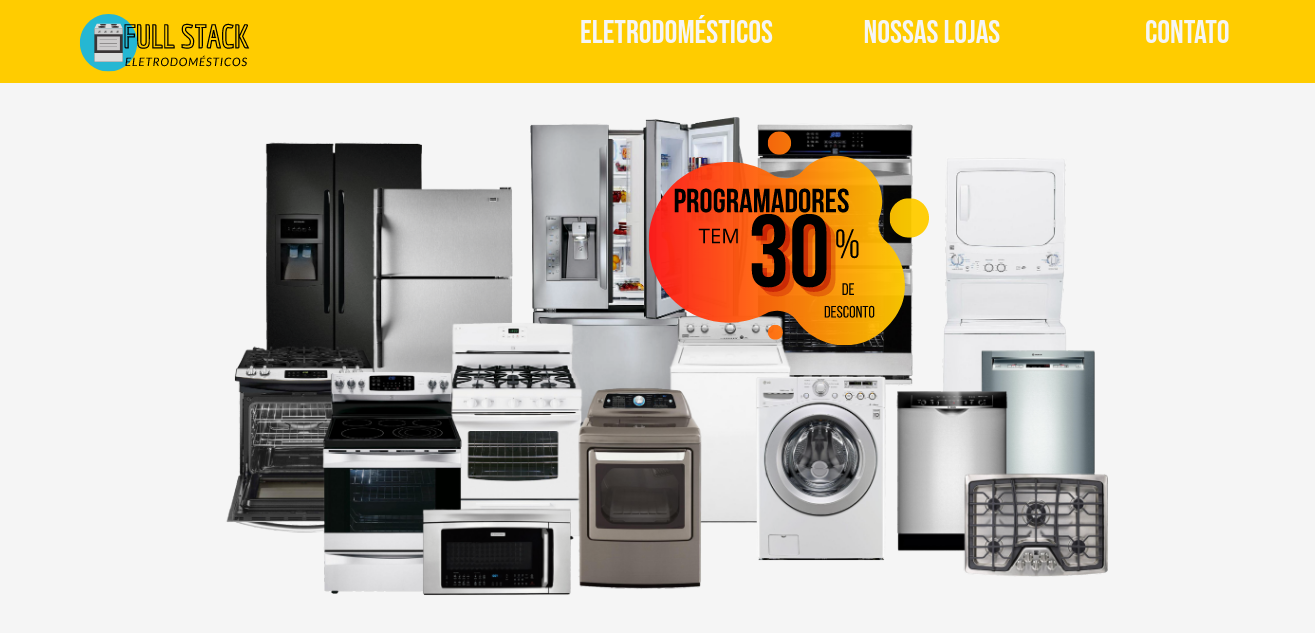 FULL STACK
ELETRODOMÉSTICOS
ELETRODOMÉSTICOS
NOSSAS LOJAS
CONTATO
PROGRAMADORES
TEM 30%
DE
DESCONTO